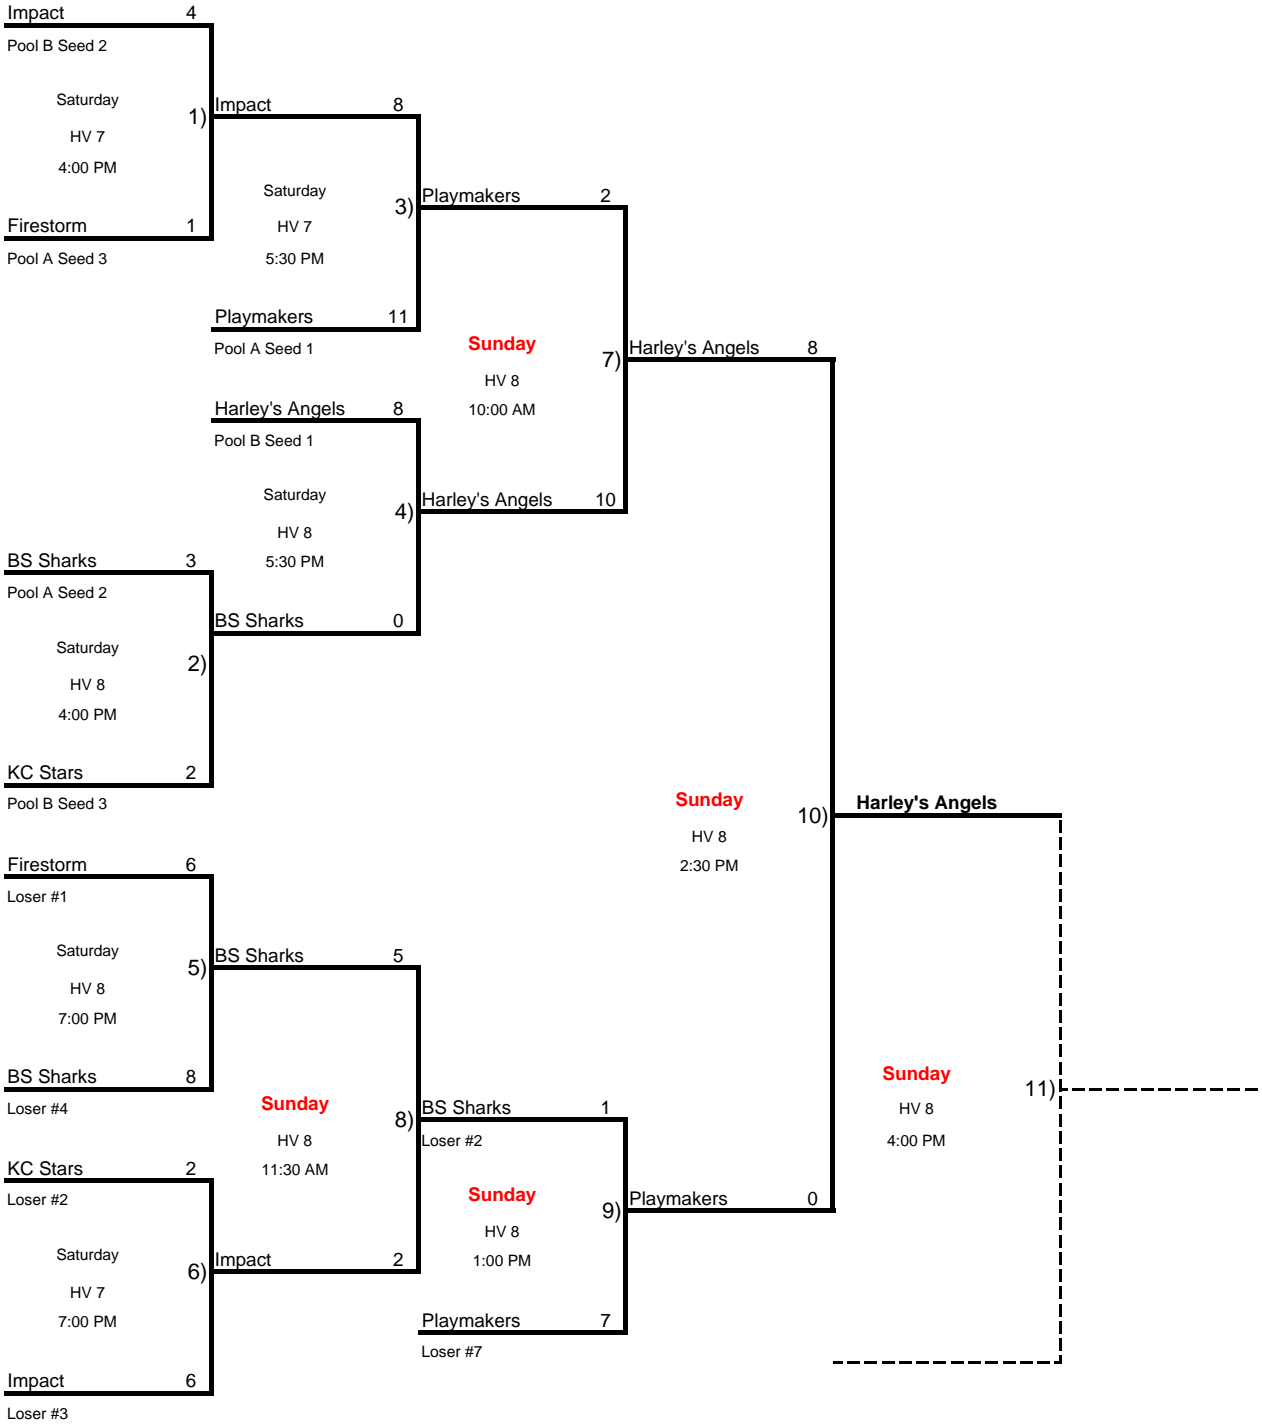 Impact 4
Pool B Seed 2
Saturday
1)
HV 7
4:00 PM
Firestorm 1
Pool A Seed 3
Impact 8
Saturday
3)
HV 7
5:30 PM
Playmakers 11
Pool A Seed 1
Playmakers 2
Sunday
7)
HV 8
10:00 AM
Harley's Angels 10
Harley's Angels 8
Pool B Seed 1
Saturday
4)
HV 8
5:30 PM
BS Sharks 0
BS Sharks 3
Pool A Seed 2
Saturday
2)
HV 8
4:00 PM
KC Stars 2
Pool B Seed 3
Harley's Angels 8
Sunday
10)
HV 8
2:30 PM
Harley's Angels
Firestorm 6
Loser #1
Saturday
5)
HV 8
7:00 PM
BS Sharks 8
Loser #4
BS Sharks 5
Sunday
8)
HV 8
11:30 AM
Impact 2
KC Stars 2
Loser #2
Saturday
6)
HV 7
7:00 PM
Impact 6
Loser #3
BS Sharks 1
Loser #2
Sunday
9)
HV 8
1:00 PM
Playmakers 7
Loser #7
Playmakers 0
Sunday
11)
HV 8
4:00 PM